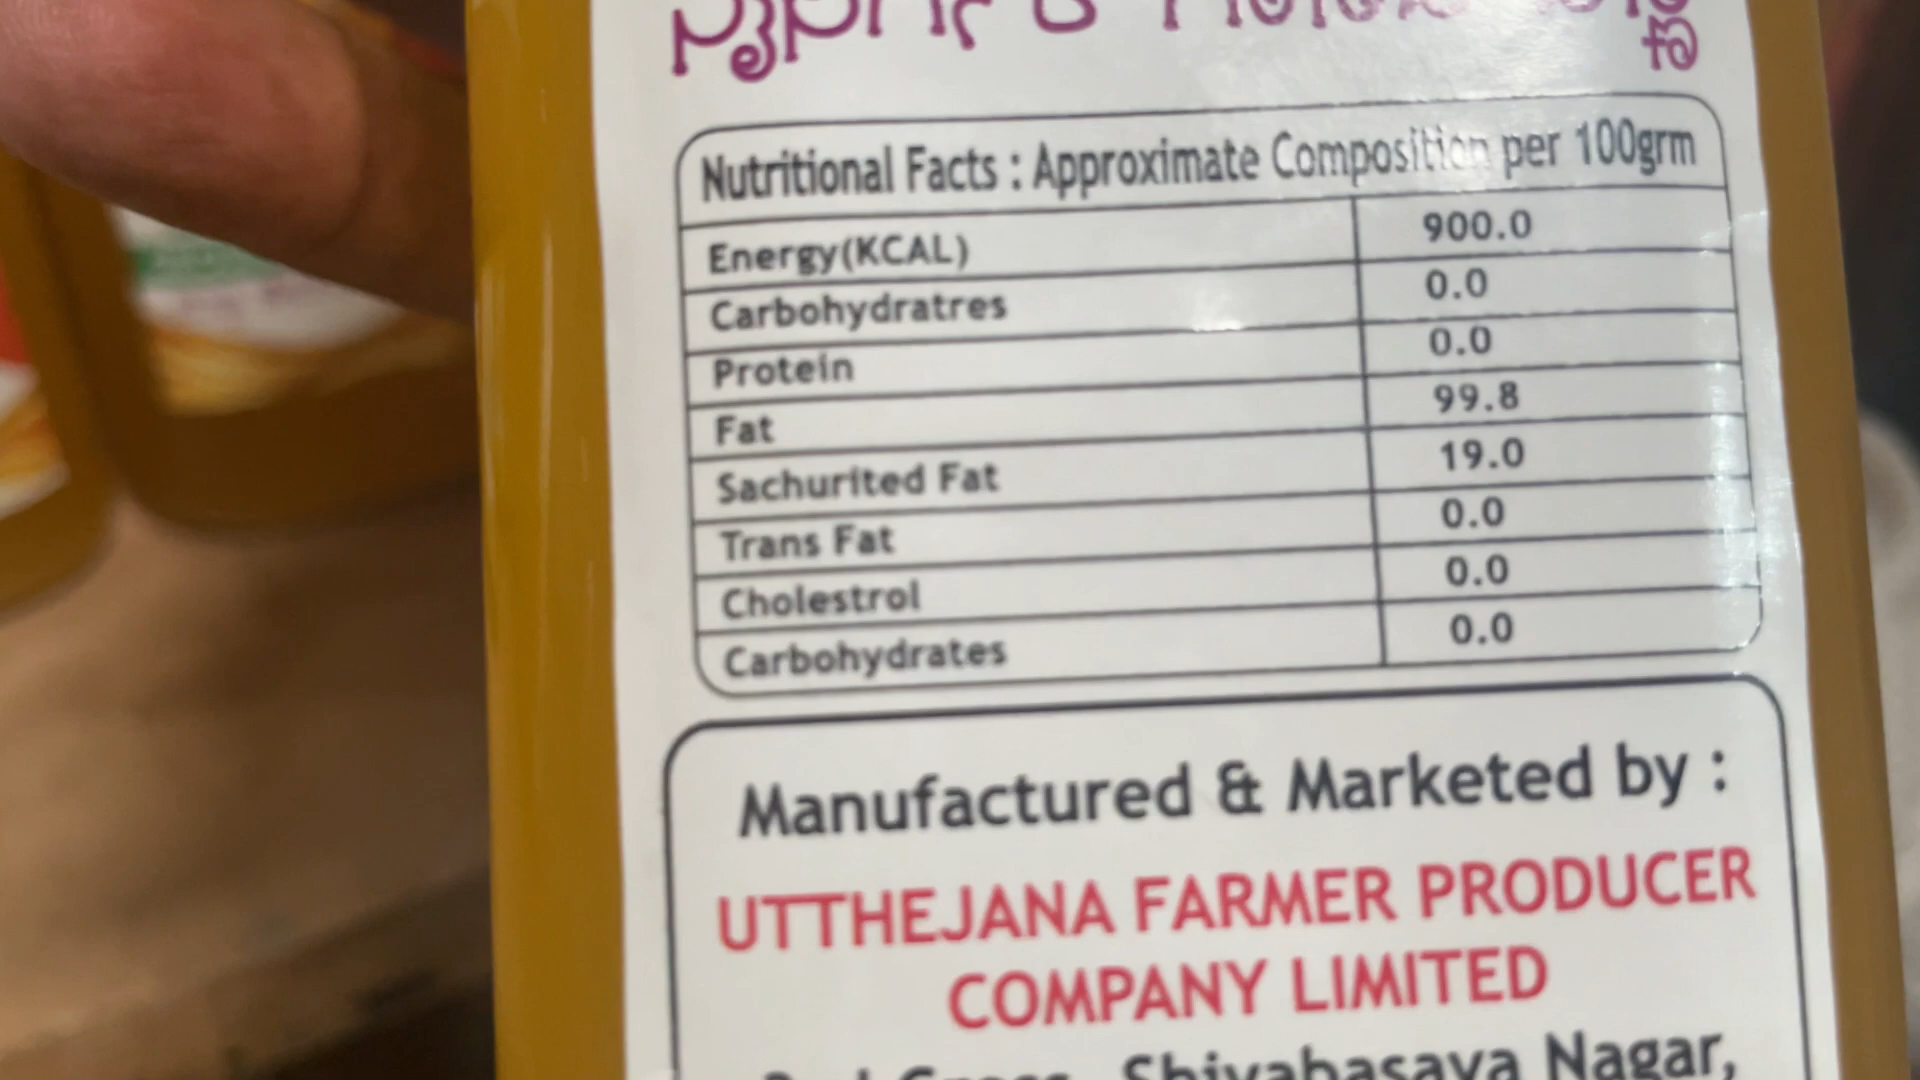 Nutritional Facts : Approximate Composition per 100grm
Energy(KCAL) 900.0
Carbohydratres 0.0
Protein 0.0
Fat 99.8
Sachurited Fat 19.0
Trans Fat 0.0
Cholestrol 0.0
Carbohydrates 0.0
Manufactured & Marketed by :
UTTHEJANA FARMER PRODUCER
COMPANY LIMITED
Shivabasava Nagar,